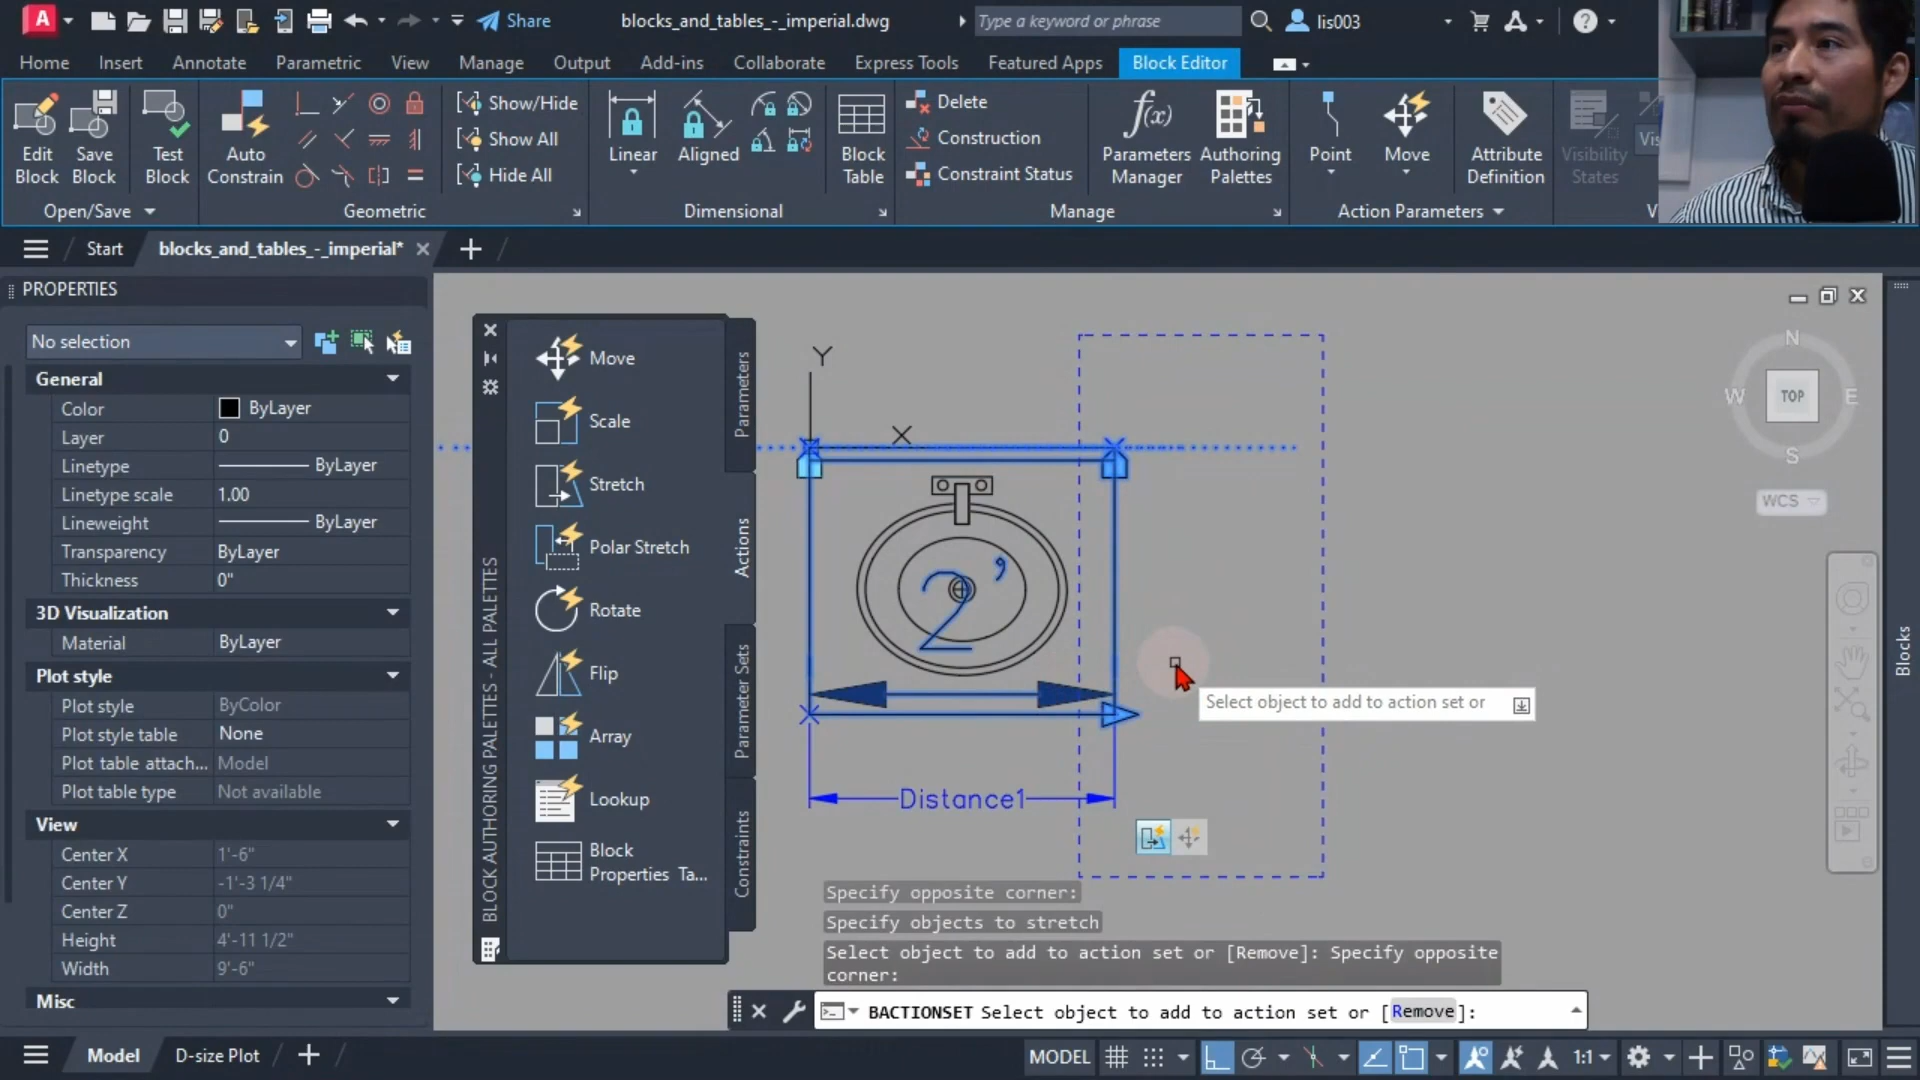 Share
blocks_and_tables_-_imperial.dwg
Type a keyword or phrase
lis003
Home
Insert
Annotate
Parametric
View
Manage
Output
Add-ins
Collaborate
Express Tools
Featured Apps
Block Editor
Edit Block
Save Block
Test Block
Auto Constrain
Show/Hide
Show All
Hide All
Linear
Aligned
Block Table
Delete
Construction
Constraint Status
Parameters Manager
Authoring Palettes
Point
Move
Attribute Definition
Visibility States
Vis
Open/Save
Geometric
Dimensional
Manage
Action Parameters
V
Start
blocks_and_tables_-_imperial*
PROPERTIES
No selection
General
Color ByLayer
Layer 0
Linetype ByLayer
Linetype scale 1.00
Lineweight ByLayer
Transparency ByLayer
Thickness 0"
3D Visualization
Material ByLayer
Plot style
Plot style ByColor
Plot style table None
Plot table attach... Model
Plot table type Not available
View
Center X 1'-6"
Center Y -1'-3 1/4"
Center Z 0"
Height 4'-11 1/2"
Width 9'-6"
Misc
BLOCK AUTHORING PALETTES - ALL PALETTES
Move
Scale
Stretch
Polar Stretch
Rotate
Flip
Array
Lookup
Block
Properties Ta...
Parameters
Actions
Parameter Sets
Constraints
Y
X
2'
Distance1
Select object to add to action set or
N
W
TOP
E
S
WCS
Blocks
Specify opposite corner:
Specify objects to stretch
Select object to add to action set or [Remove]: Specify opposite
corner:
BACTIONSET Select object to add to action set or [Remove]:
Model
D-size Plot
MODEL
1:1